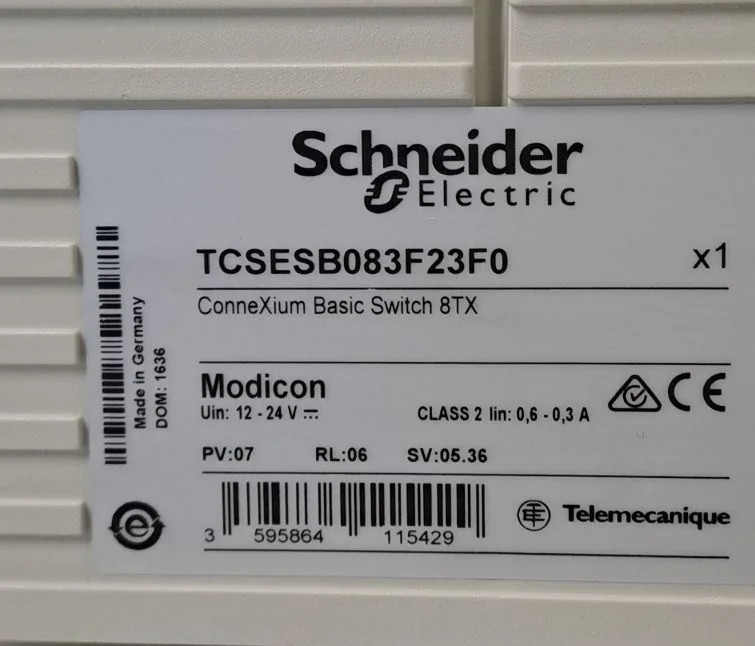 Schneider
Electric
TCSESB083F23F0 x1
ConneXium Basic Switch 8TX
Modicon
Uin: 12 - 24 V ⎓ CLASS 2 Iin: 0,6 - 0,3 A
CE
PV:07 RL:06 SV:05.36
3 595864 115429
Telemecanique
Made in Germany
DOM: 1636
e